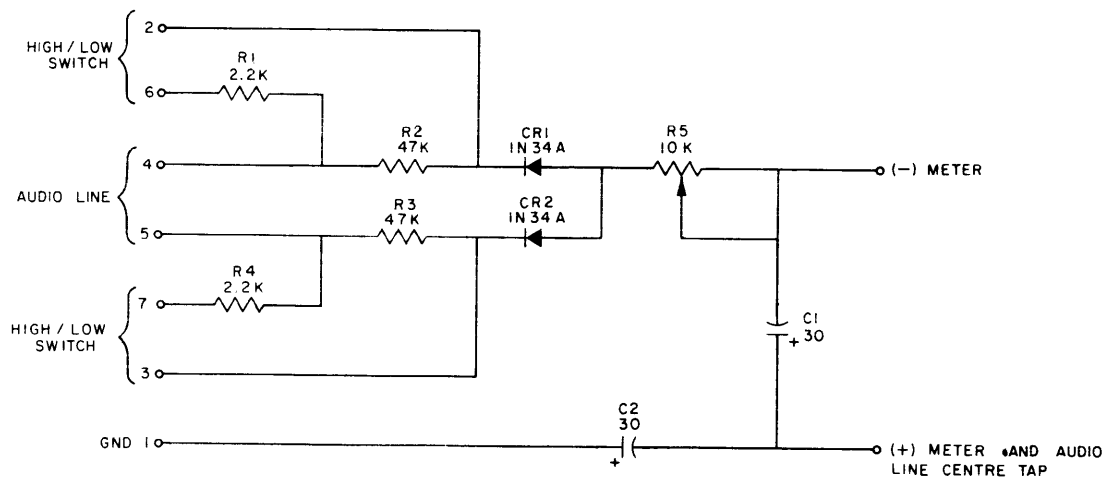 HIGH / LOW
SWITCH
2
6
R1
2.2K
AUDIO LINE
4
5
R2
47K
CR1
1N34A
R5
10K
(−) METER
R3
47K
CR2
1N34A
HIGH / LOW
SWITCH
7
3
R4
2.2K
C1
+ 30
GND 1
C2
30
+
(+) METER AND AUDIO
LINE CENTRE TAP